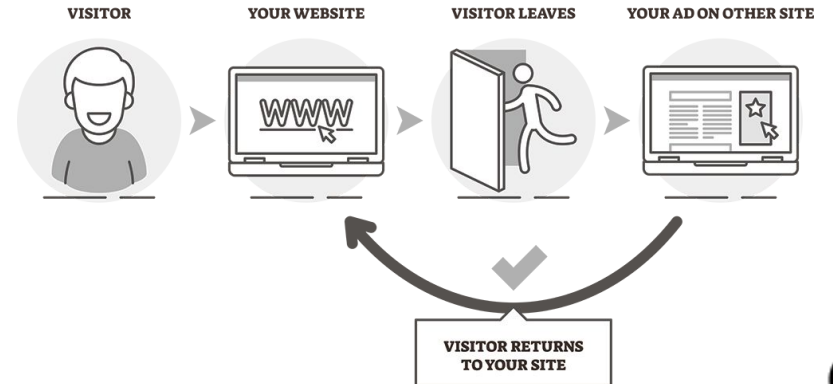 VISITOR
YOUR WEBSITE
VISITOR LEAVES
YOUR AD ON OTHER SITE
WWW
VISITOR RETURNS
TO YOUR SITE